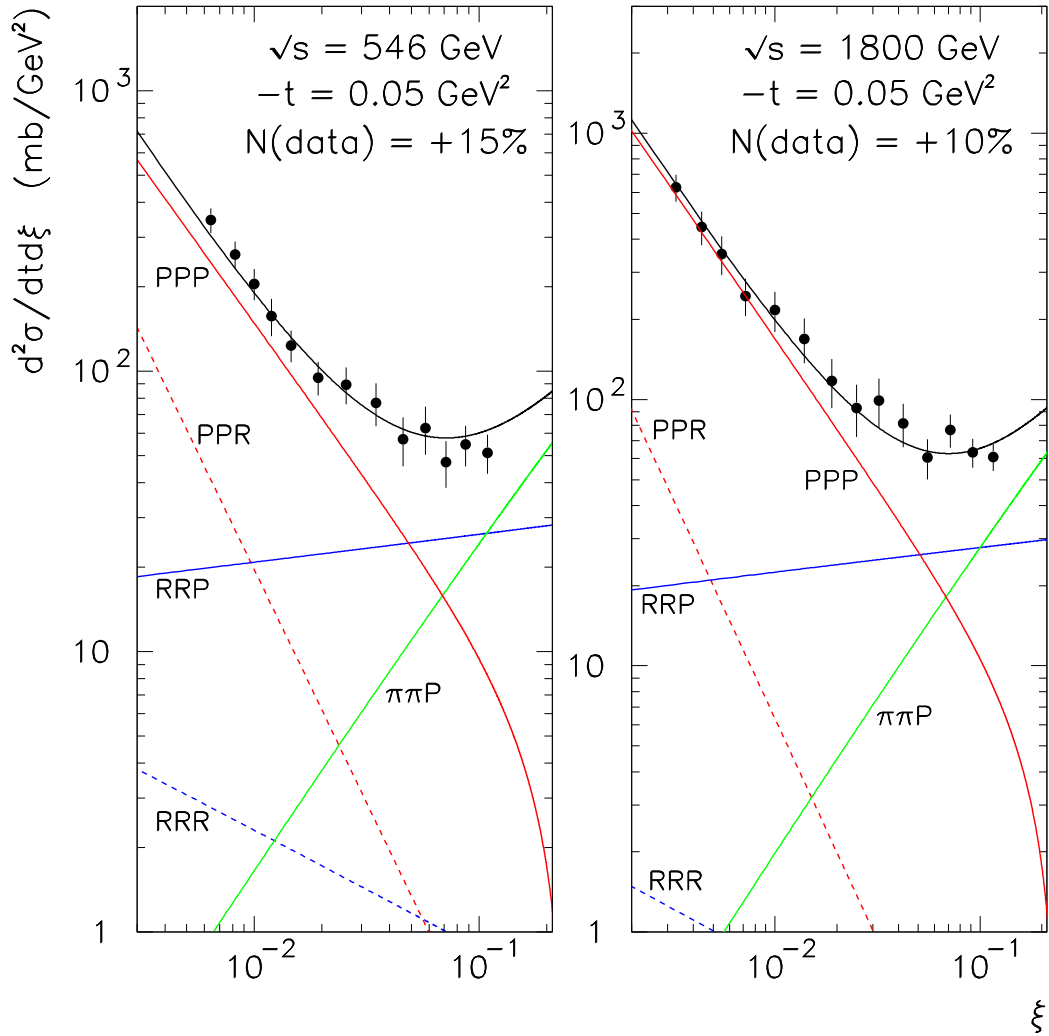 d²σ/dtdξ (mb/GeV²)
√s = 546 GeV
−t = 0.05 GeV²
N(data) = +15%
10³
10²
10
1
PPP
PPR
RRP
ππP
RRR
10⁻²
10⁻¹
√s = 1800 GeV
−t = 0.05 GeV²
N(data) = +10%
10³
10²
10
1
PPR
PPP
RRP
ππP
RRR
10⁻²
10⁻¹
ξ